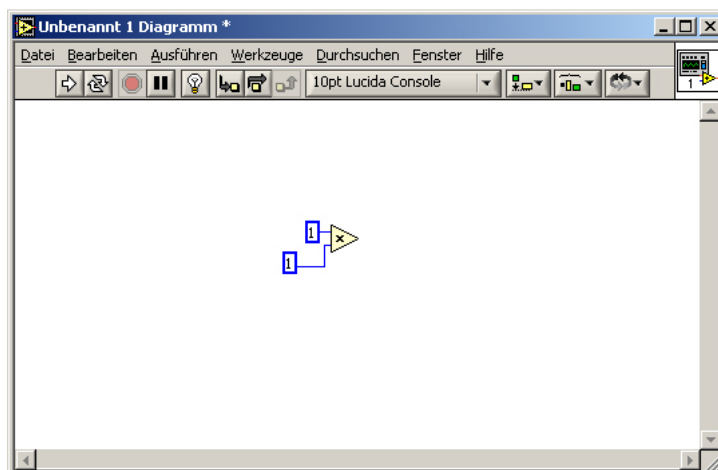 Unbenannt 1 Diagramm *
Datei Bearbeiten Ausführen Werkzeuge Durchsuchen Fenster Hilfe
10pt Lucida Console
1
1
×
1